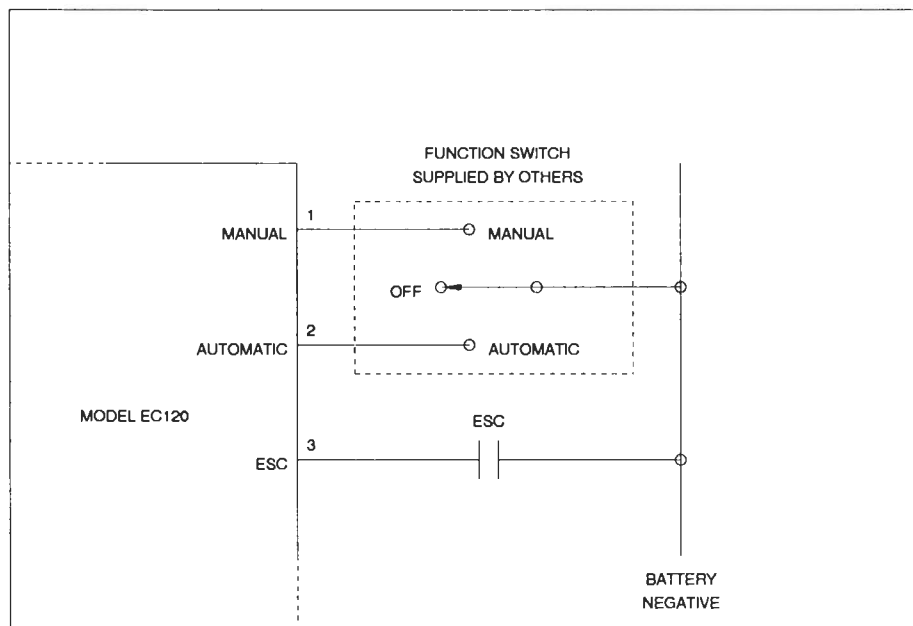 FUNCTION SWITCH
SUPPLIED BY OTHERS
1
MANUAL
MANUAL
OFF
2
AUTOMATIC
AUTOMATIC
MODEL EC120
ESC
3
ESC
BATTERY
NEGATIVE